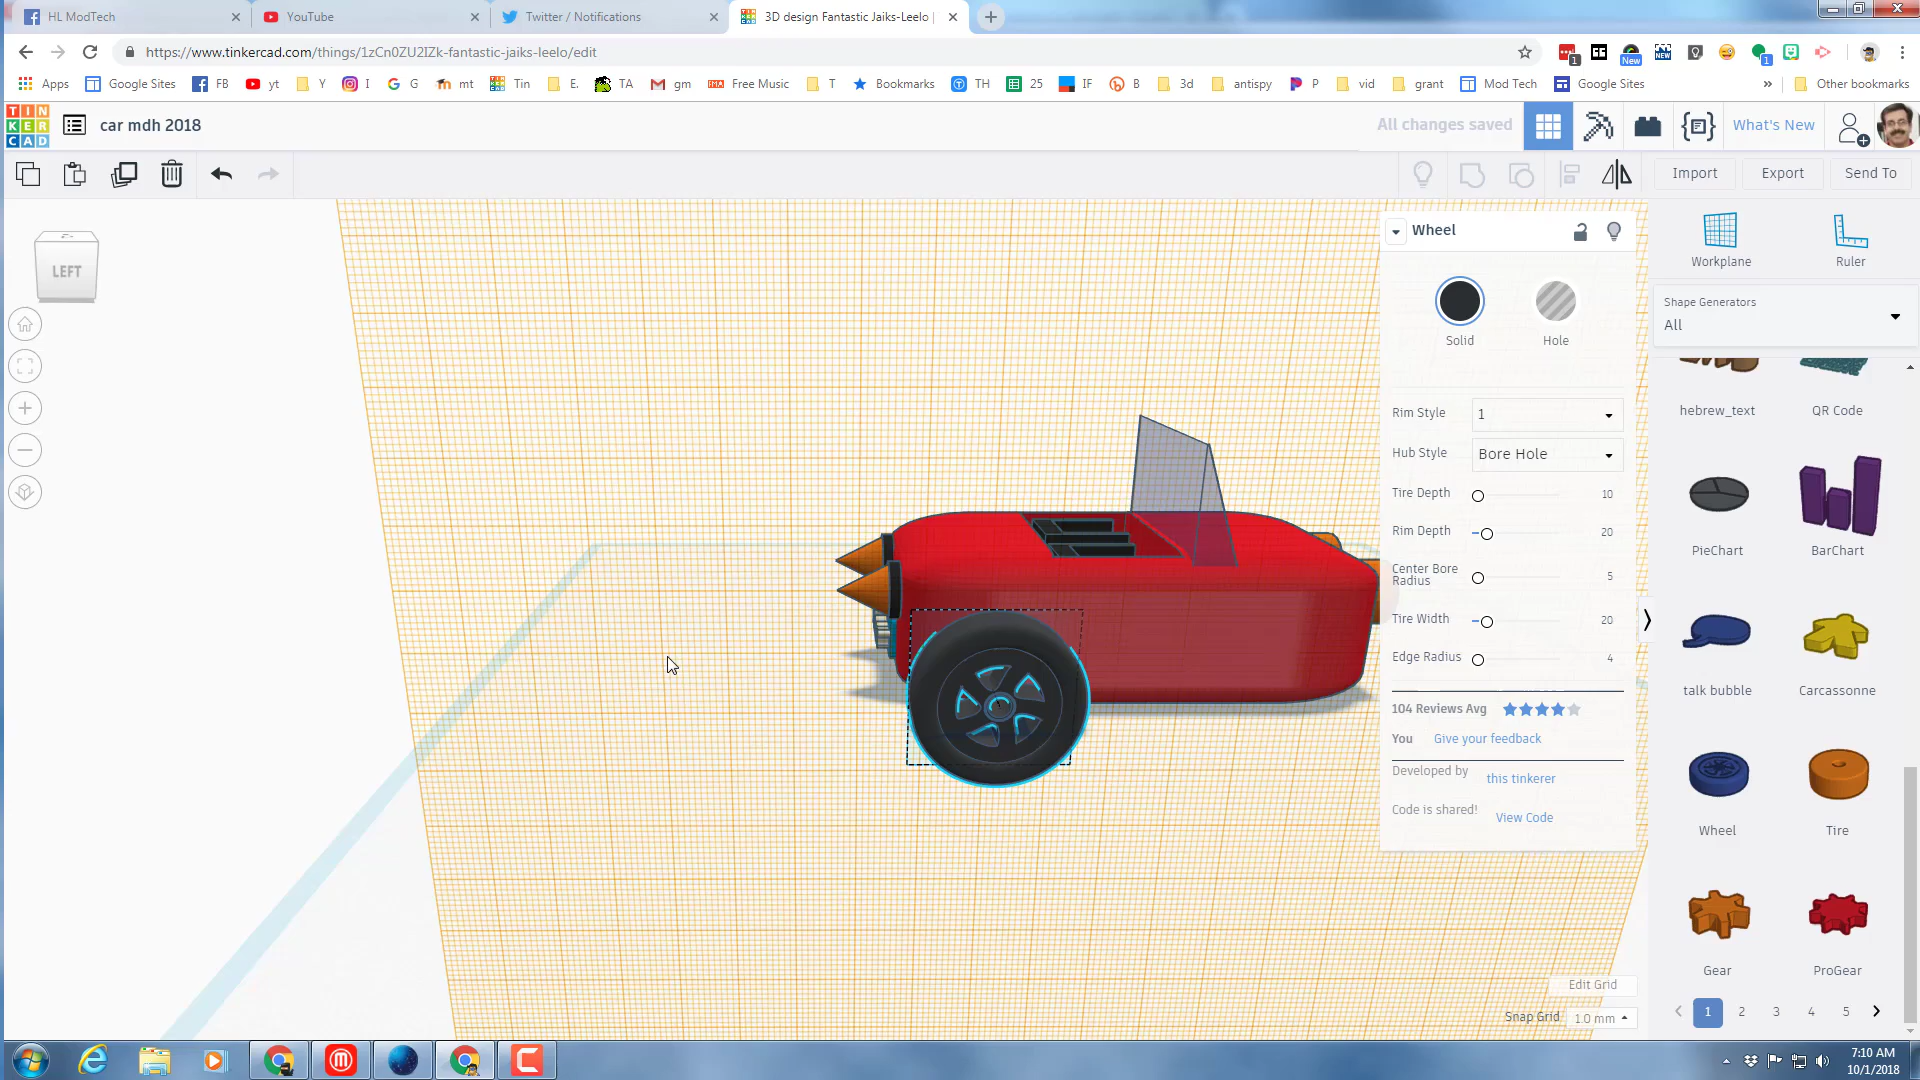 HL ModTech
YouTube
Twitter / Notifications
3D design Fantastic Jaiks-Leelo |
https://www.tinkercad.com/things/1zCn0ZU2IZk-fantastic-jaiks-leelo/edit
1
New
NEW
1
Apps
Google Sites
FB
yt
Y
I
G
mt
Tin
E.
TA
gm
Free Music
T
Bookmarks
TH
25
IF
B
3d
antispy
P
vid
grant
Mod Tech
Google Sites
»
Other bookmarks
TIN
KER
CAD
car mdh 2018
All changes saved
What's New
Import
Export
Send To
LEFT
Wheel
Solid
Hole
Rim Style
1
Hub Style
Bore Hole
Tire Depth
10
Rim Depth
20
Center Bore
Radius
5
Tire Width
20
Edge Radius
4
104 Reviews Avg
You
Give your feedback
Developed by
this tinkerer
Code is shared!
View Code
Edit Grid
Snap Grid
1.0 mm
Workplane
Ruler
Shape Generators
All
hebrew_text
QR Code
PieChart
BarChart
talk bubble
Carcassonne
Wheel
Tire
Gear
ProGear
1
2
3
4
5
7:10 AM
10/1/2018